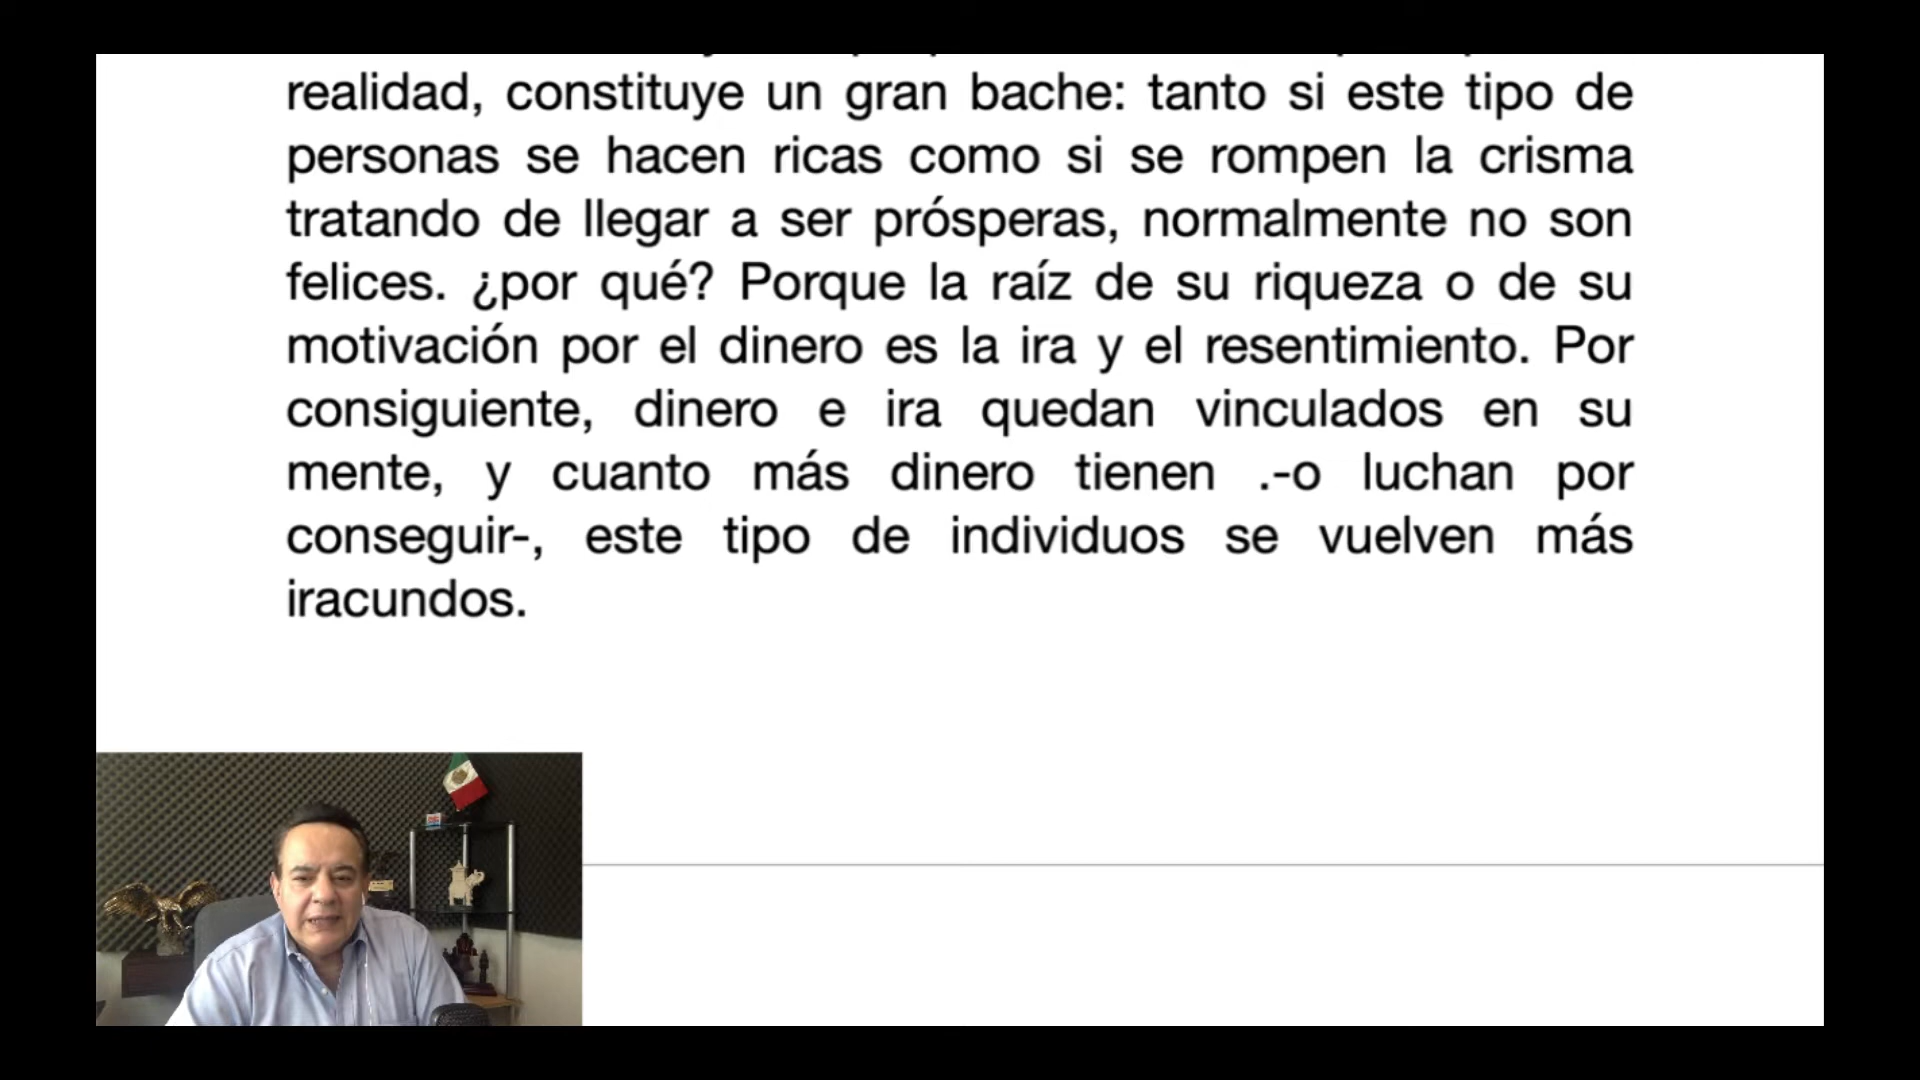 realidad, constituye un gran bache: tanto si este tipo de
personas se hacen ricas como si se rompen la crisma
tratando de llegar a ser prósperas, normalmente no son
felices. ¿por qué? Porque la raíz de su riqueza o de su
motivación por el dinero es la ira y el resentimiento. Por
consiguiente, dinero e ira quedan vinculados en su
mente, y cuanto más dinero tienen .-o luchan por
conseguir-, este tipo de individuos se vuelven más
iracundos.